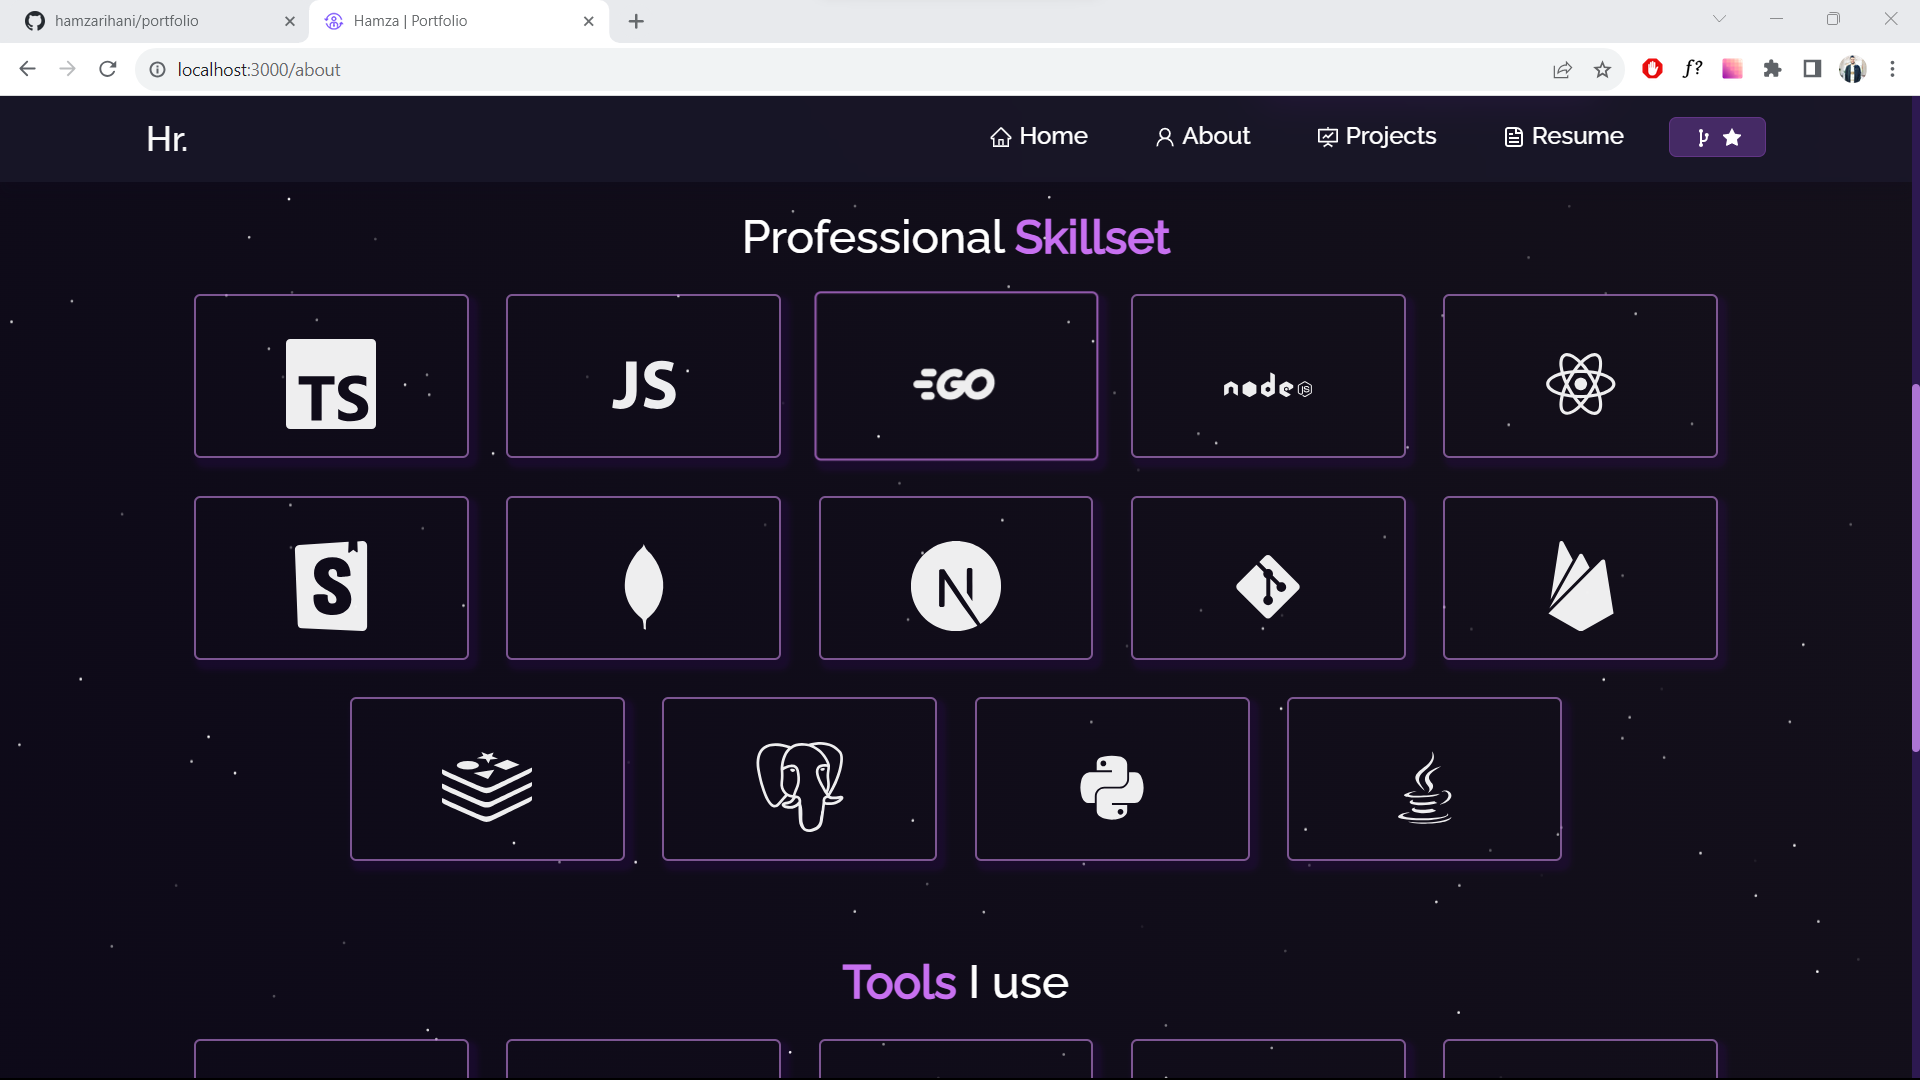 hamzarihani/portfolio
Hamza | Portfolio
localhost:3000/about
f?
Hr.
Home
About
Projects
Resume
Professional Skillset
TS
JS
GO
node JS
S
N
Tools I use